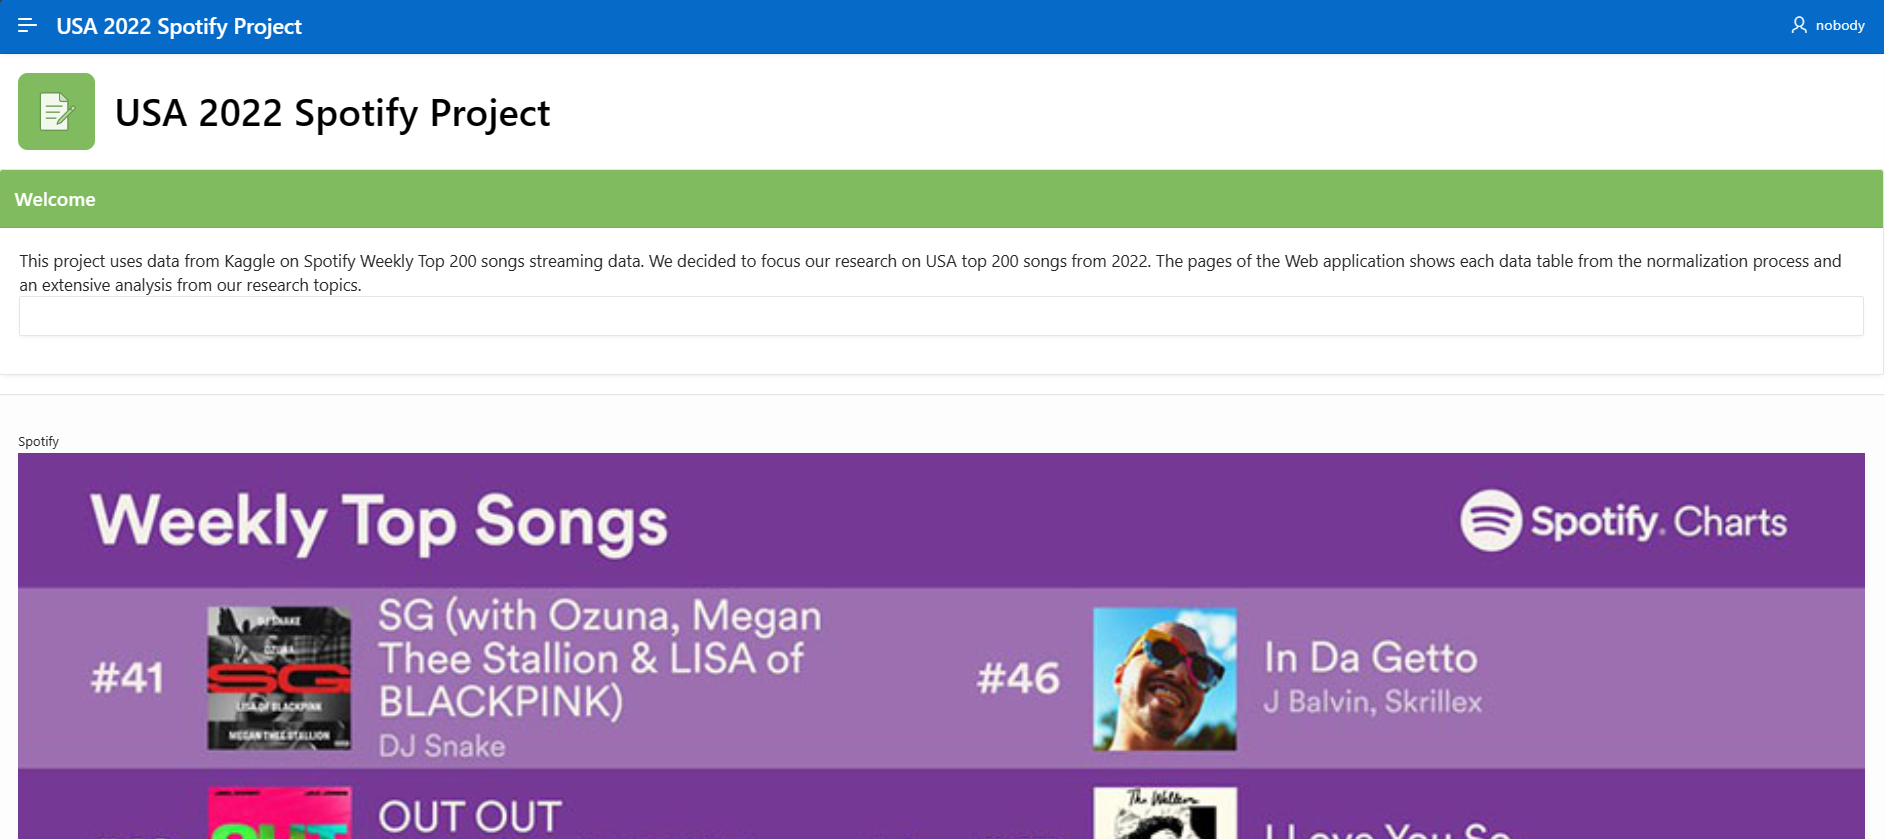 USA 2022 Spotify Project
nobody
USA 2022 Spotify Project
Welcome
This project uses data from Kaggle on Spotify Weekly Top 200 songs streaming data. We decided to focus our research on USA top 200 songs from 2022. The pages of the Web application shows each data table from the normalization process and
an extensive analysis from our research topics.
Spotify
Weekly Top Songs
Spotify Charts
#41
DJ SNAKE
OZUNA
SG
LISA OF BLACKPINK
MEGAN THEE STALLION
SG (with Ozuna, Megan
Thee Stallion & LISA of
BLACKPINK)
DJ Snake
#46
In Da Getto
J Balvin, Skrillex
OUT
OUT OUT
The Walters
I Love You So